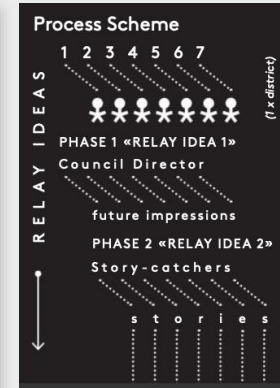 Process Scheme
1 2 3 4 5 6 7
(1 x district)
RELAY IDEAS
PHASE 1 «RELAY IDEA 1»
Council Director
future impressions
PHASE 2 «RELAY IDEA 2»
Story-catchers
stories